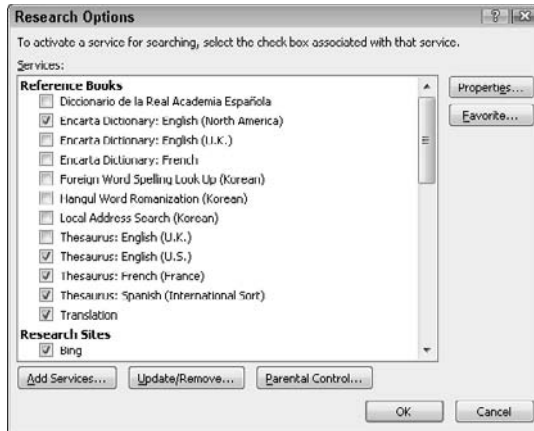 Research Options
To activate a service for searching, select the check box associated with that service.
Services:
Reference Books
Diccionario de la Real Academia Española
Encarta Dictionary: English (North America)
Encarta Dictionary: English (U.K.)
Encarta Dictionary: French
Foreign Word Spelling Look Up (Korean)
Hangul Word Romanization (Korean)
Local Address Search (Korean)
Thesaurus: English (U.K.)
Thesaurus: English (U.S.)
Thesaurus: French (France)
Thesaurus: Spanish (International Sort)
Translation
Research Sites
Bing
Properties...
Favorite...
Add Services... Update/Remove... Parental Control...
OK Cancel